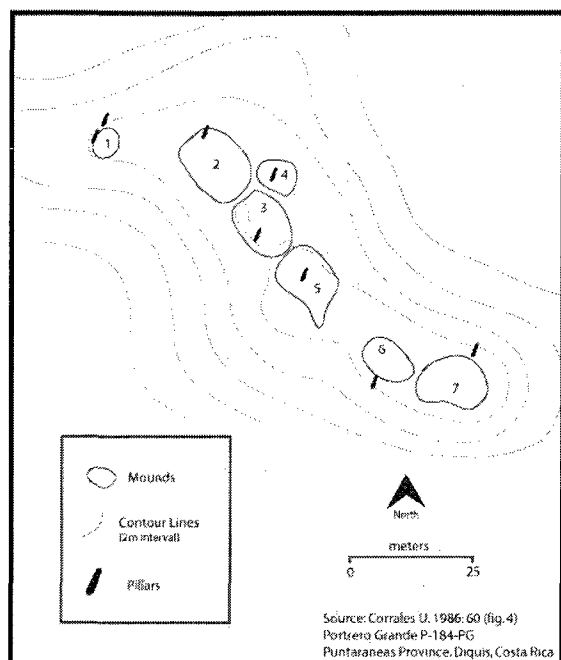 1
2
4
3
5
6
7
Mounds
Contour Lines
(2m interval)
Pillars
North
meters
0 25
Source: Corrales U. 1986: 60 (fig. 4)
Portrero Grande P-184-PG
Puntaraneas Province, Diquis, Costa Rica